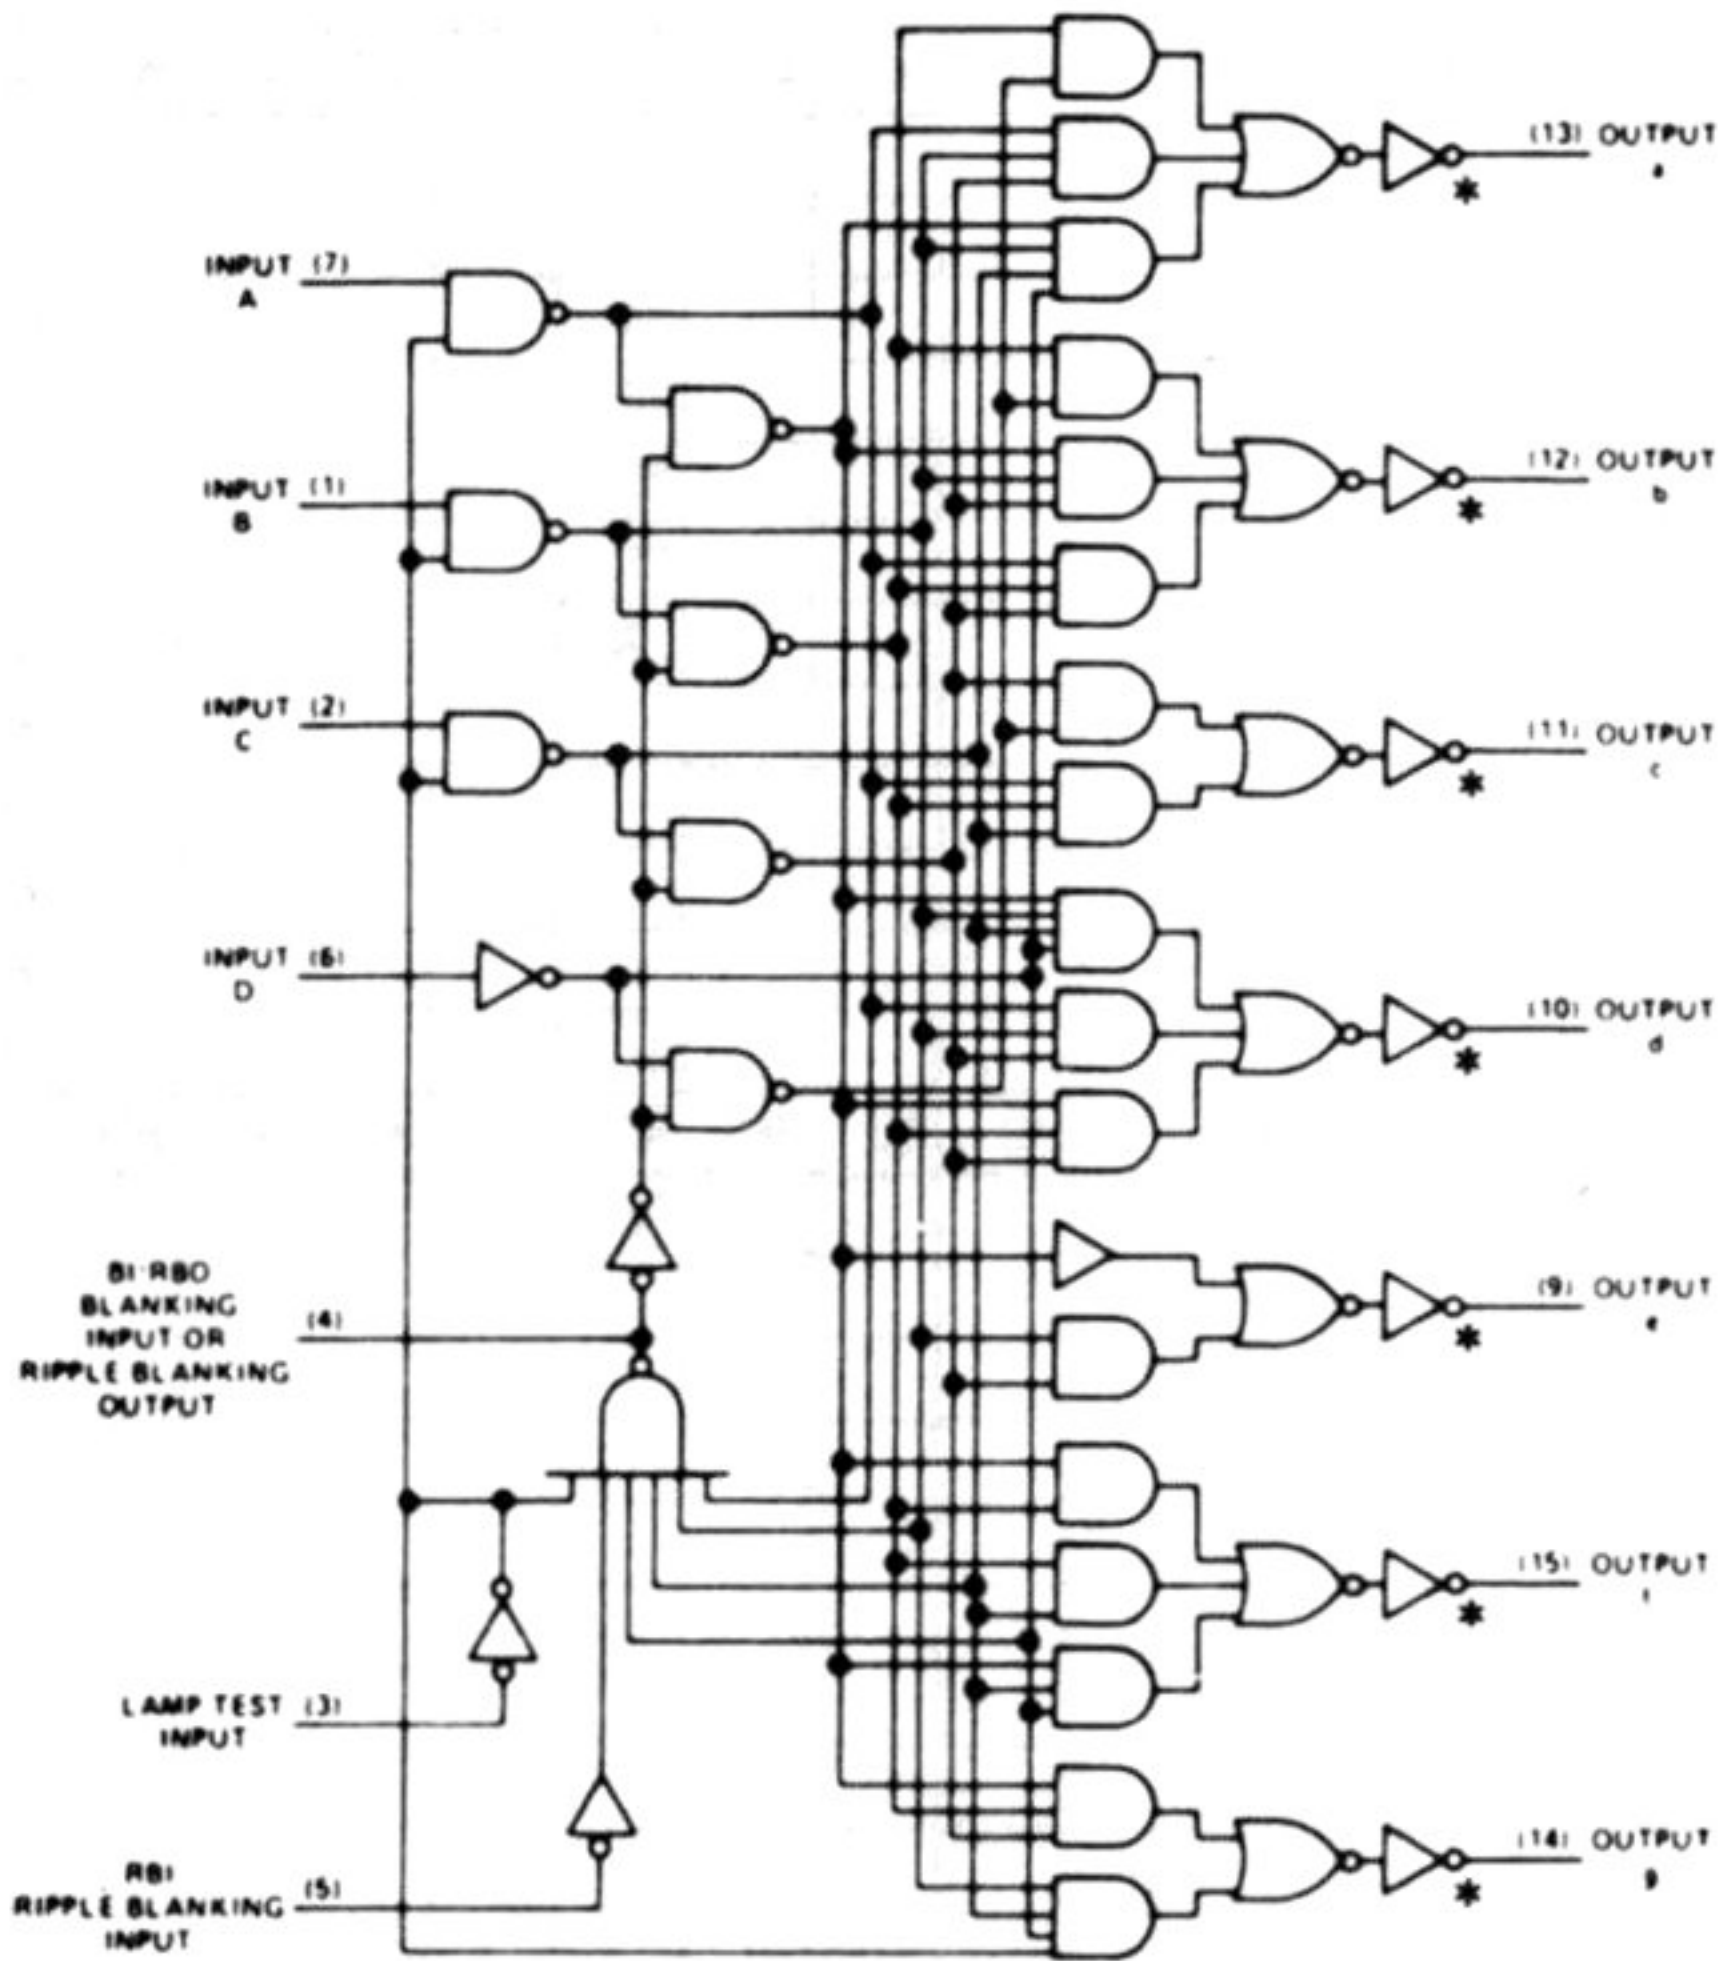 (13) OUTPUT
a
*
INPUT (7)
A
(12) OUTPUT
b
*
INPUT (1)
B
INPUT (2)
C
(11) OUTPUT
c
*
INPUT (6)
D
(10) OUTPUT
d
*
BI/RBO
BLANKING
INPUT OR
RIPPLE BLANKING
OUTPUT
(4)
(9) OUTPUT
e
*
(15) OUTPUT
f
*
LAMP TEST (3)
INPUT
RBI
RIPPLE BLANKING
INPUT
(5)
(14) OUTPUT
g
*